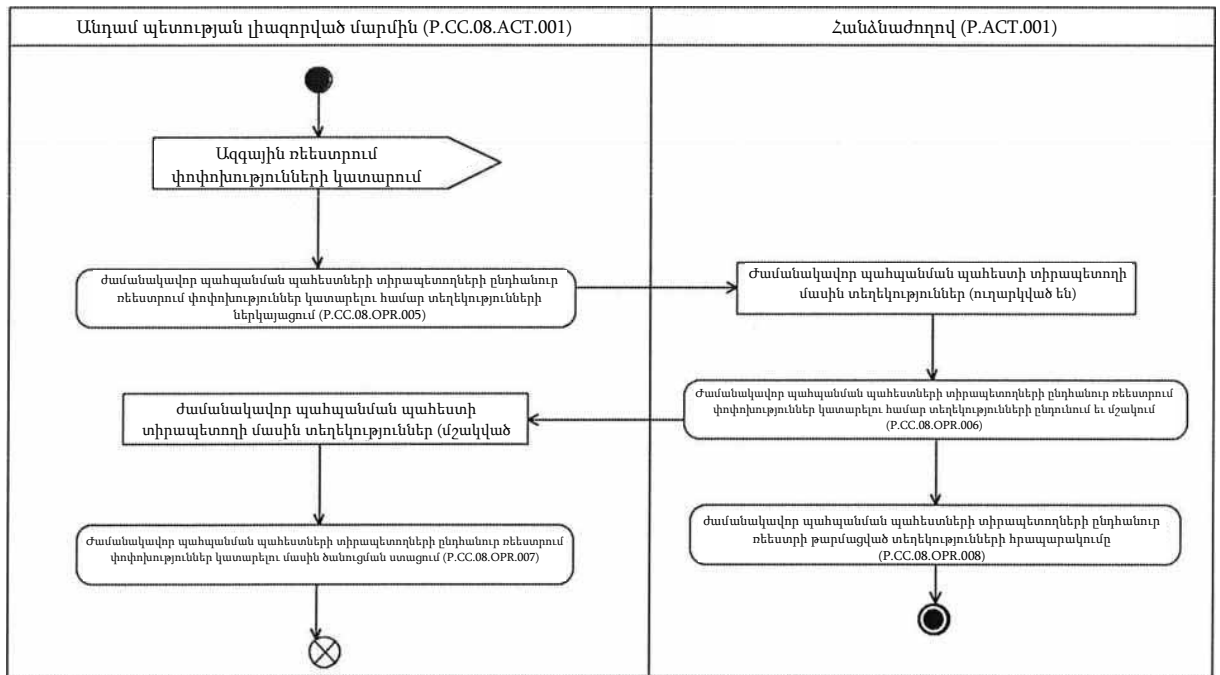 Անդամ պետության լիազորված մարմին (P.CC.08.ACT.001)
Հանձնաժողով (P.ACT.001)
Ազգային ռեեստրում
փոփոխությունների կատարում
ժամանակավոր պահպանման պահեստների տիրապետողների ընդհանուր
ռեեստրում փոփոխություններ կատարելու համար տեղեկությունների
ներկայացում (P.CC.08.OPR.005)
Ժամանակավոր պահպանման պահեստի տիրապետողի
մասին տեղեկություններ (ուղարկված են)
Ժամանակավոր պահպանման պահեստների տիրապետողների ընդհանուր ռեեստրում
փոփոխություններ կատարելու համար տեղեկությունների ընդունում եւ մշակում
(P.CC.08.OPR.006)
ժամանակավոր պահպանման պահեստի
տիրապետողի մասին տեղեկություններ (մշակված
Ժամանակավոր պահպանման պահեստների տիրապետողների ընդհանուր ռեեստրում
փոփոխություններ կատարելու մասին ծանուցման ստացում (P.CC.08.OPR.007)
ժամանակավոր պահպանման պահեստների տիրապետողների ընդհանուր
ռեեստրի թարմացված տեղեկությունների հրապարակումը
(P.CC.08.OPR.008)